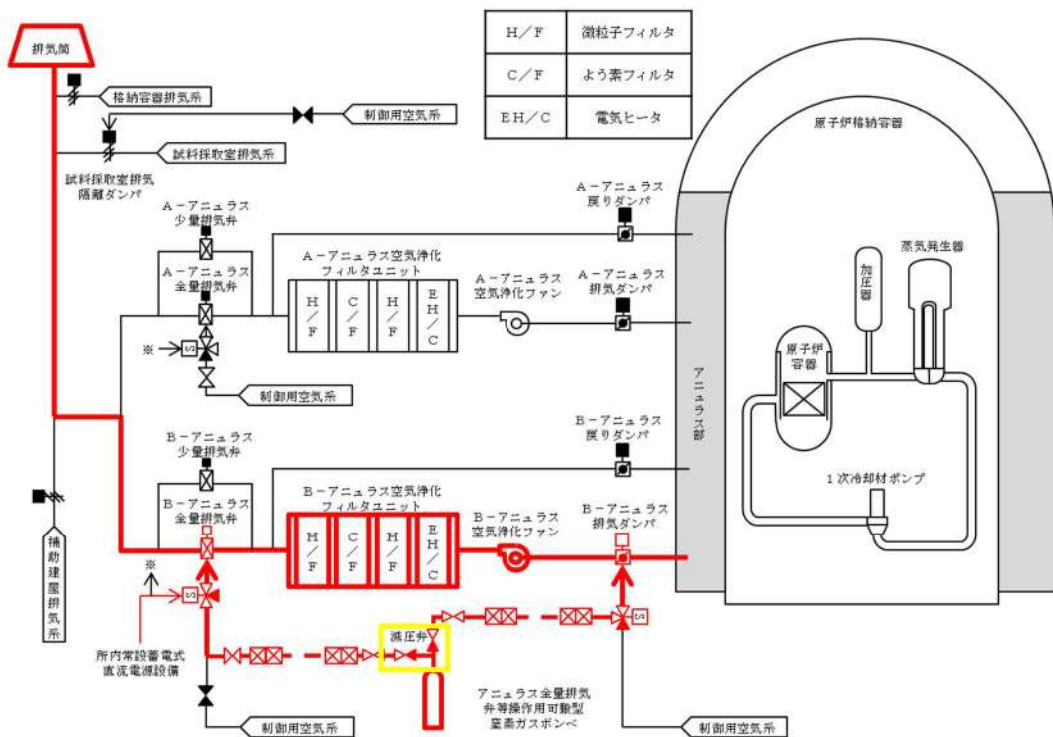 排気筒
格納容器排気系
制御用空気系
試料採取室排気系
試料採取室排気
隔離ダンパ
H/F 微粒子フィルタ
C/F よう素フィルタ
EH/C 電気ヒータ
原子炉格納容器
A-アニュラス
少量排気弁
A-アニュラス
全量排気弁
A-アニュラス空気浄化
フィルタユニット
H/F
C/F
H/F
EH/C
A-アニュラス
空気浄化ファン
A-アニュラス
戻りダンパ
A-アニュラス
排気ダンパ
※
S
制御用空気系
蒸気発生器
加圧器
原子炉
容器
アニュラス部
1次冷却材ポンプ
B-アニュラス
少量排気弁
B-アニュラス
全量排気弁
B-アニュラス空気浄化
フィルタユニット
H/F
C/F
H/F
EH/C
B-アニュラス
空気浄化ファン
B-アニュラス
戻りダンパ
B-アニュラス
排気ダンパ
※
S
S
補助建屋排気系
所内常設蓄電式
直流電源設備
減圧弁
アニュラス全量排気
弁等操作用可搬型
窒素ガスボンベ
制御用空気系
制御用空気系